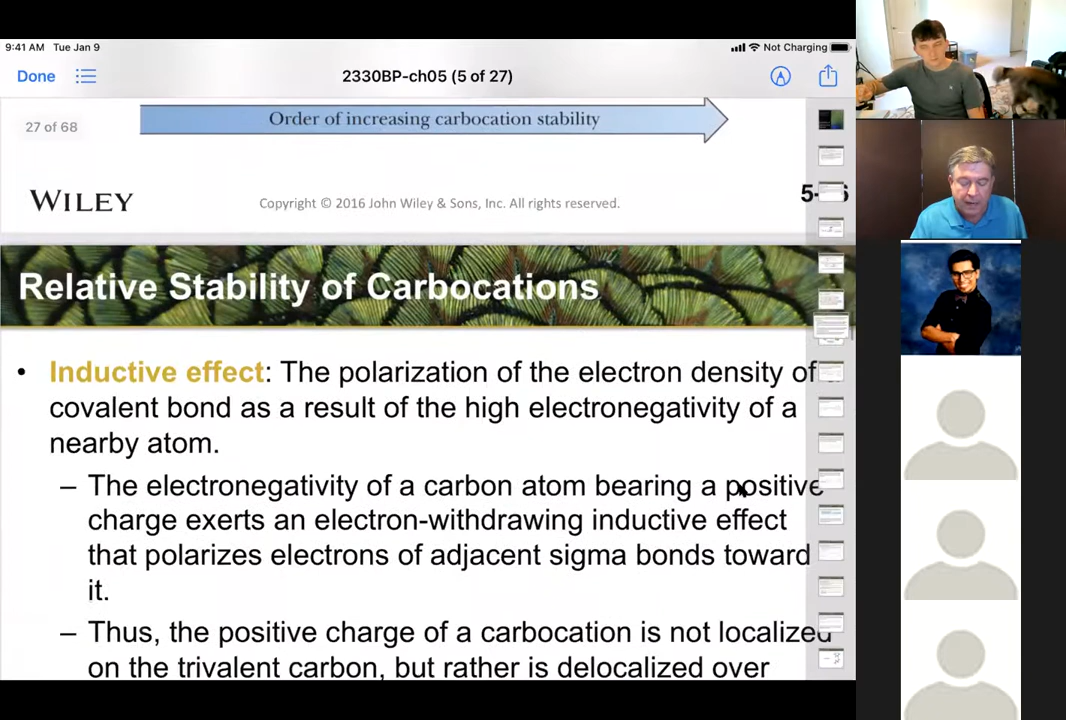 9:41 AM Tue Jan 9
Not Charging
Done
2330BP-ch05 (5 of 27)
27 of 68
Order of increasing carbocation stability
WILEY
Copyright © 2016 John Wiley & Sons, Inc. All rights reserved.
Relative Stability of Carbocations
• Inductive effect: The polarization of the electron density of
covalent bond as a result of the high electronegativity of a
nearby atom.
– The electronegativity of a carbon atom bearing a positive
charge exerts an electron-withdrawing inductive effect
that polarizes electrons of adjacent sigma bonds toward
it.
– Thus, the positive charge of a carbocation is not localized
on the trivalent carbon, but rather is delocalized over